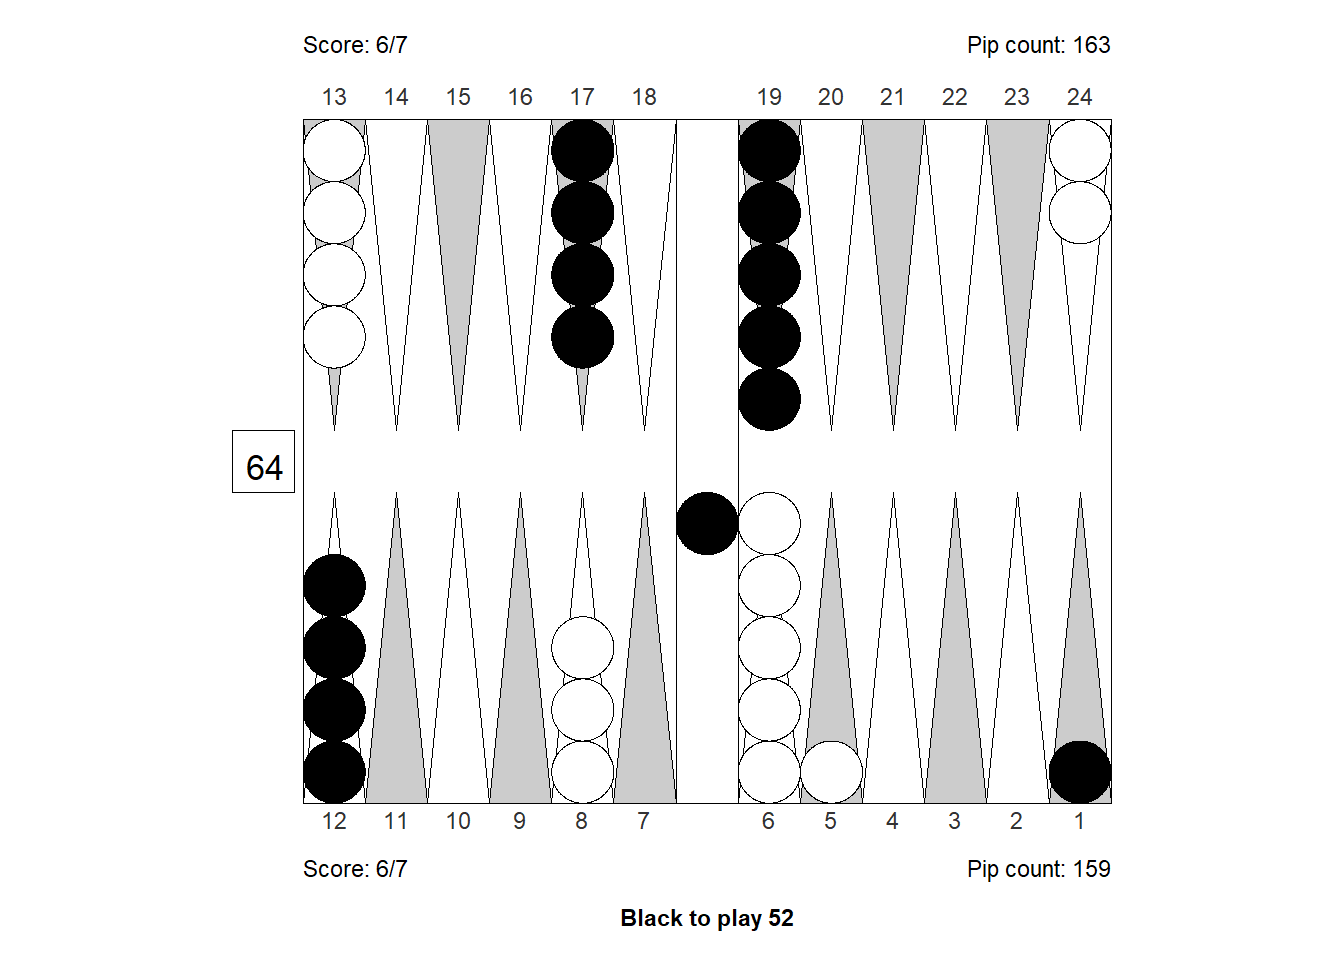 Score: 6/7 Pip count: 163
13 14 15 16 17 18 19 20 21 22 23 24
64
12 11 10 9 8 7 6 5 4 3 2 1
Score: 6/7 Pip count: 159
Black to play 52